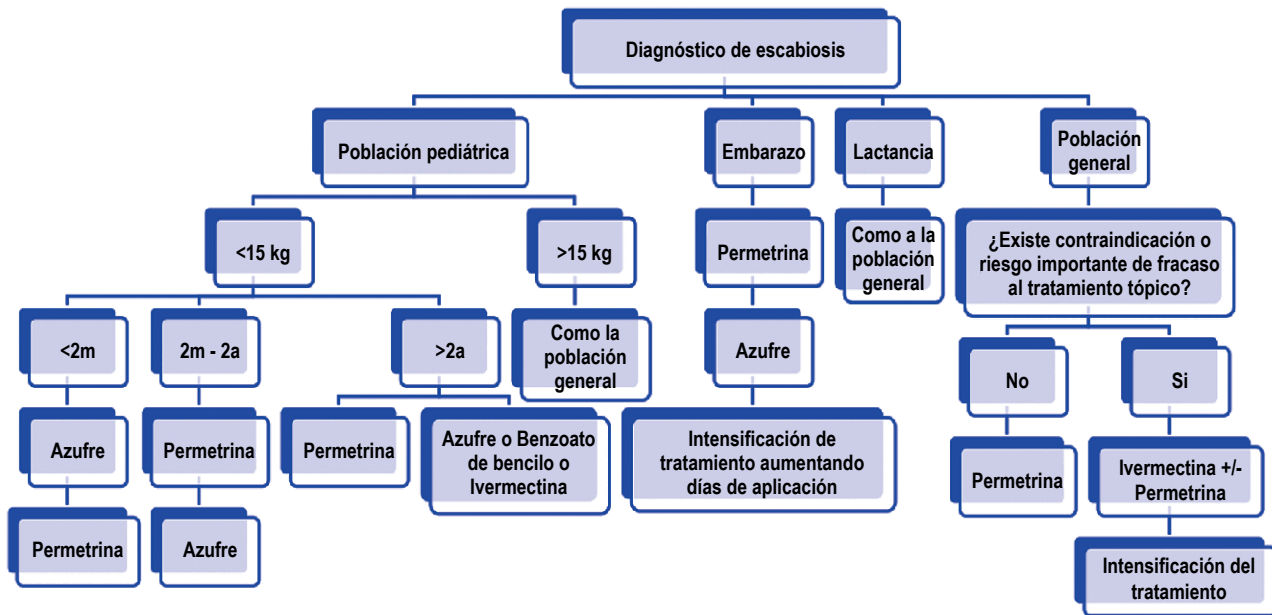 Diagnóstico de escabiosis
Población pediátrica
Embarazo
Lactancia
Población
general
<15 kg
>15 kg
Permetrina
Como a la
población
general
¿Existe contraindicación o
riesgo importante de fracaso
al tratamiento tópico?
<2m
2m - 2a
>2a
Como la
población
general
Azufre
No
Si
Azufre
Permetrina
Permetrina
Azufre o Benzoato
de bencilo o
Ivermectina
Intensificación de
tratamiento aumentando
días de aplicación
Permetrina
Ivermectina +/-
Permetrina
Permetrina
Azufre
Intensificación del
tratamiento